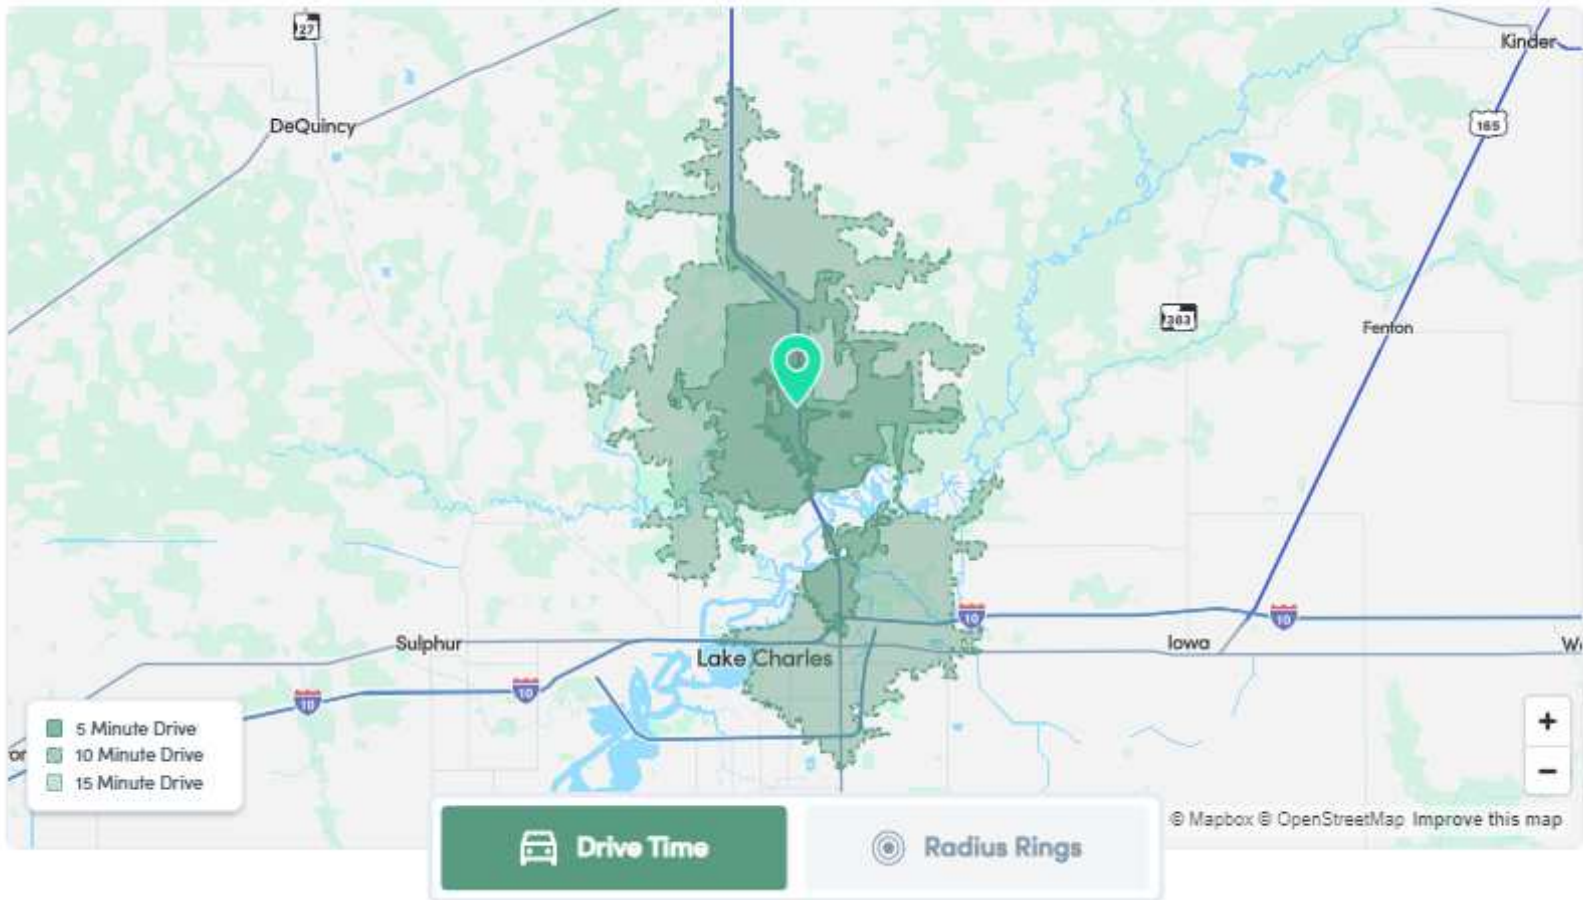 27
Kinder
165
DeQuincy
383
Fenton
10
10
Sulphur
Iowa
Lake Charles
10
10
5 Minute Drive
10 Minute Drive
15 Minute Drive
+
−
© Mapbox © OpenStreetMap Improve this map
Drive Time
Radius Rings